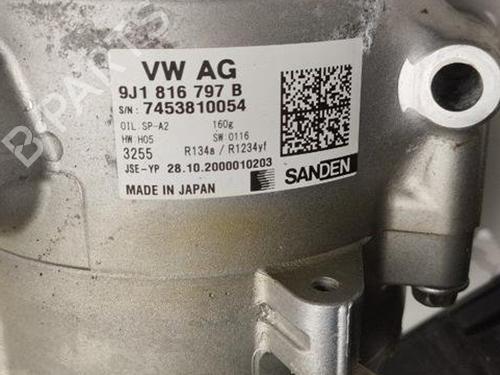 VW AG
9J1 816 797 B
S/N: 7453810054
OIL SP-A2 160g
HW:H05 SW:0116
3255 R134a / R1234yf
JSE-YP 28.10.2000010203
MADE IN JAPAN SANDEN
B-PARTS